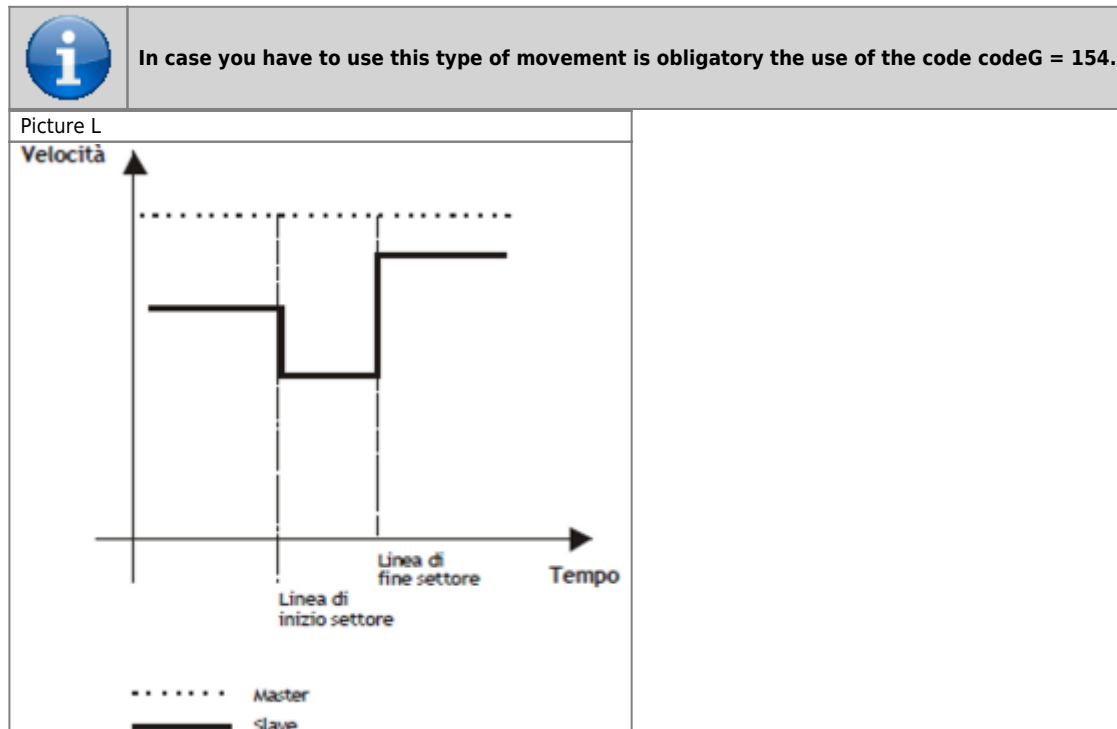 In case you have to use this type of movement is obligatory the use of the code codeG = 154.
Picture L
Velocità
Linea di
fine settore
Tempo
Linea di
inizio settore
Master
Slave